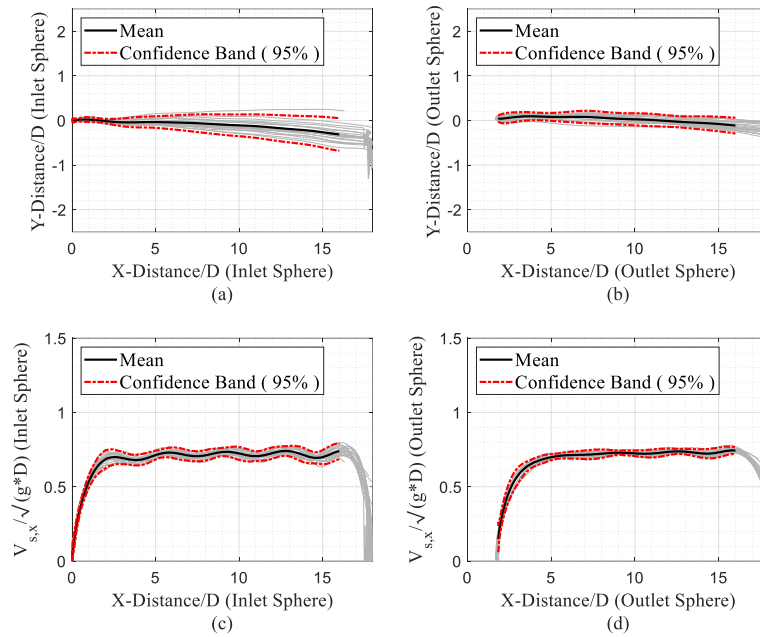 Mean
Confidence Band ( 95% )
Y-Distance/D (Inlet Sphere)
2
1
0
-1
-2
0
5
10
15
X-Distance/D (Inlet Sphere)
(a)
Mean
Confidence Band ( 95% )
Y-Distance/D (Outlet Sphere)
2
1
0
-1
-2
0
5
10
15
X-Distance/D (Outlet Sphere)
(b)
Mean
Confidence Band ( 95% )
V_{s,x}/√(g*D) (Inlet Sphere)
1.5
1
0.5
0
0
5
10
15
X-Distance/D (Inlet Sphere)
(c)
Mean
Confidence Band ( 95% )
V_{s,x}/√(g*D) (Outlet Sphere)
1.5
1
0.5
0
0
5
10
15
X-Distance/D (Outlet Sphere)
(d)